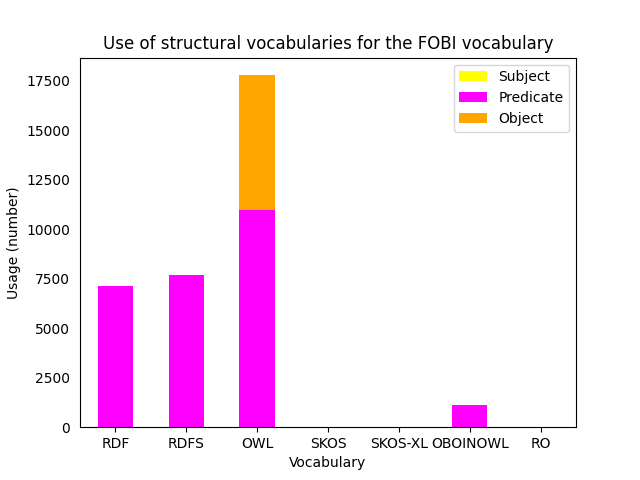 Use of structural vocabularies for the FOBI vocabulary
Subject
Predicate
Object
17500
15000
12500
10000
7500
5000
2500
0
Usage (number)
RDF RDFS OWL SKOS SKOS-XL OBOINOWL RO
Vocabulary